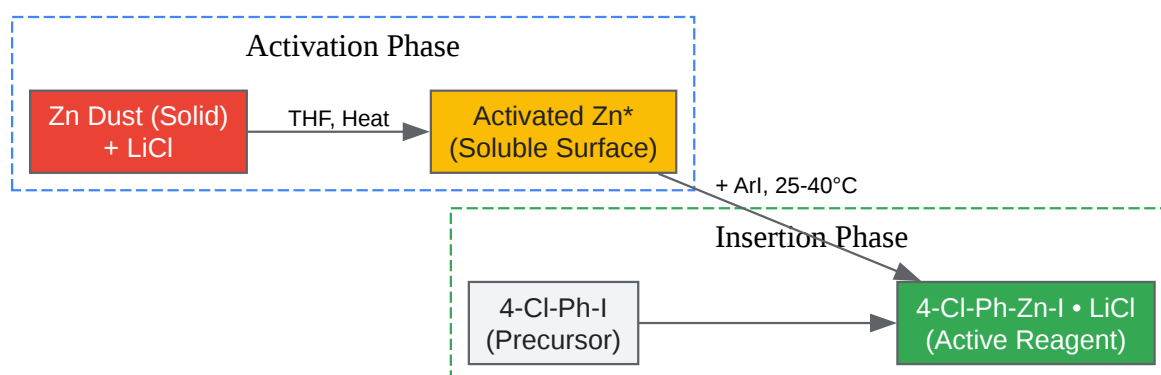 Activation Phase
Zn Dust (Solid)
+ LiCl
THF, Heat
Activated Zn*
(Soluble Surface)
+ ArI, 25-40°C
Insertion Phase
4-Cl-Ph-I
(Precursor)
4-Cl-Ph-Zn-I • LiCl
(Active Reagent)